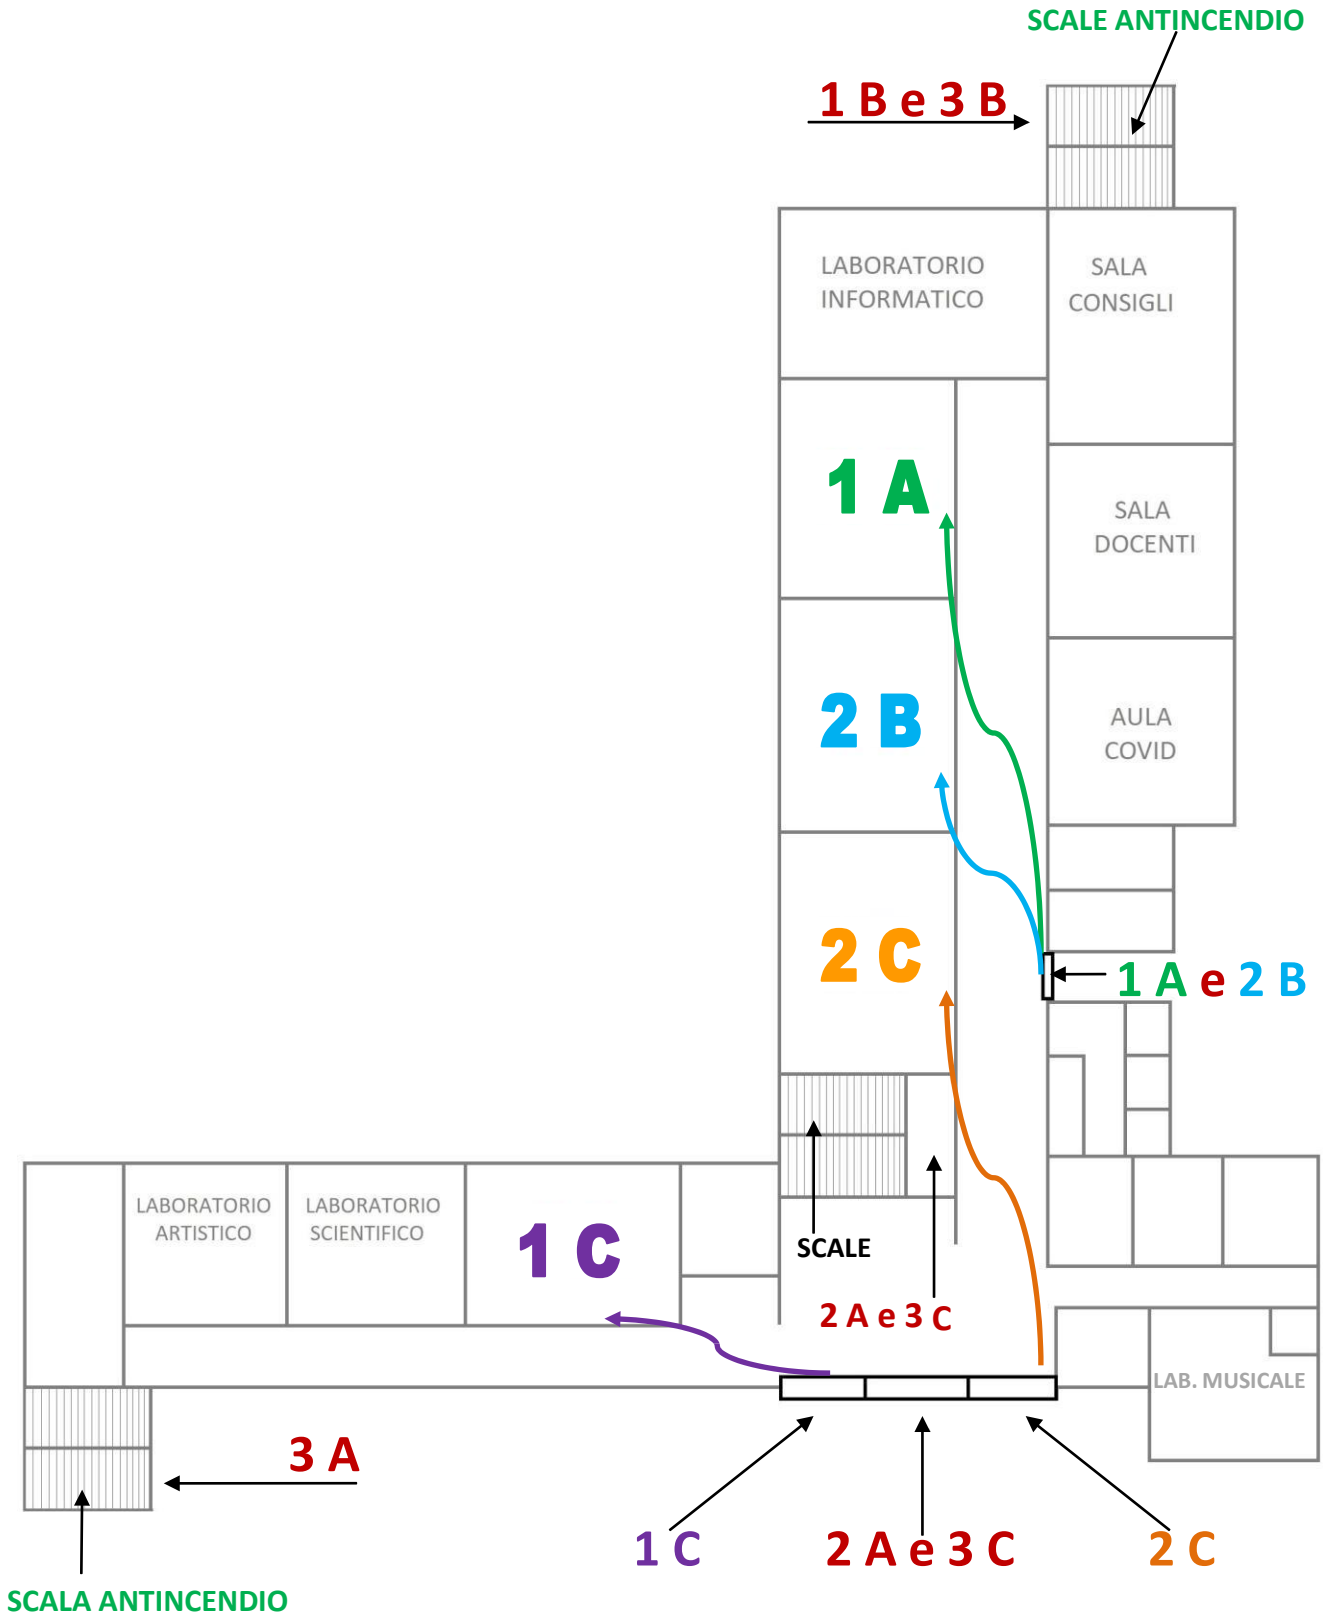 SCALE ANTINCENDIO
1 B e 3 B
LABORATORIO
INFORMATICO
SALA
CONSIGLI
1 A
SALA
DOCENTI
2 B
AULA
COVID
2 C
1 A e 2 B
LABORATORIO
ARTISTICO
LABORATORIO
SCIENTIFICO
1 C
SCALE
2 A e 3 C
LAB. MUSICALE
3 A
1 C
2 A e 3 C
2 C
SCALA ANTINCENDIO